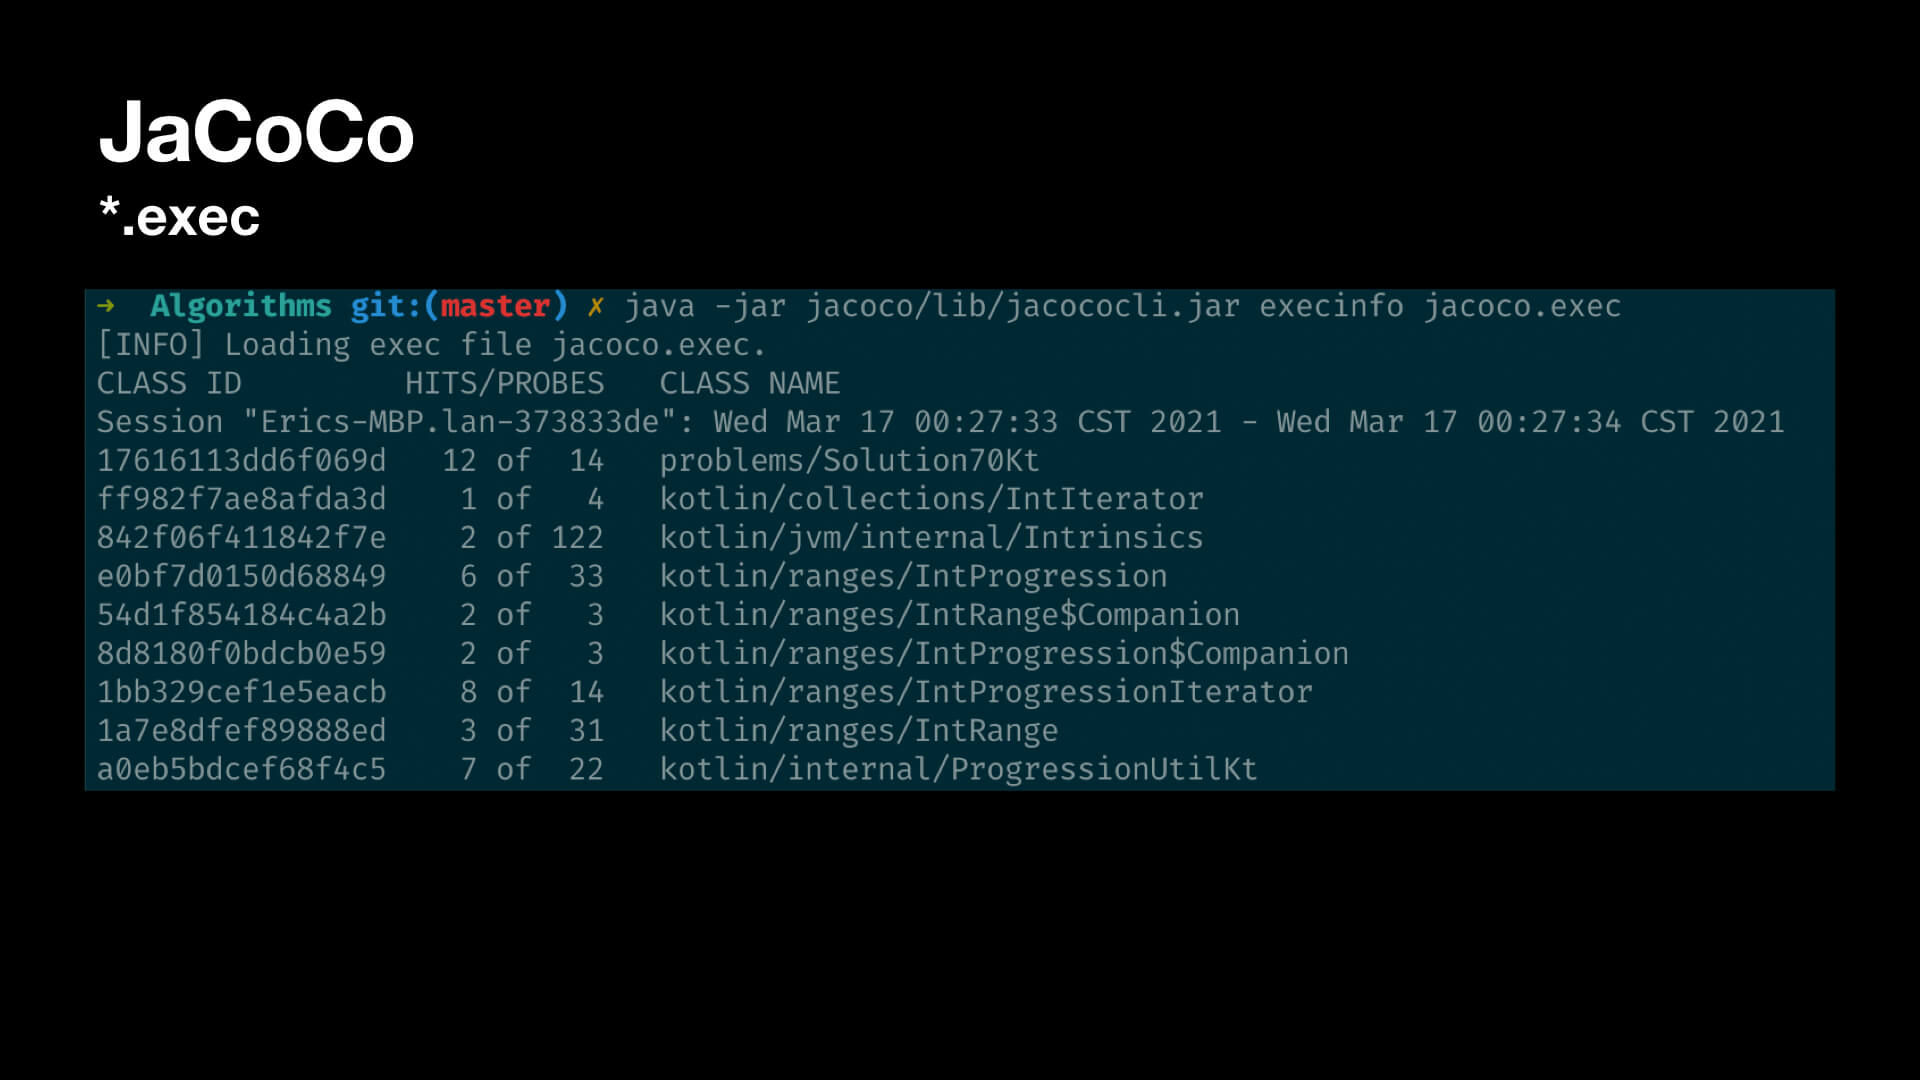 JaCoCo
*.exec
→ Algorithms git:(master) ✗ java -jar jacoco/lib/jacococli.jar execinfo jacoco.exec
[INFO] Loading exec file jacoco.exec.
CLASS ID         HITS/PROBES   CLASS NAME
Session "Erics-MBP.lan-373833de": Wed Mar 17 00:27:33 CST 2021 - Wed Mar 17 00:27:34 CST 2021
17616113dd6f069d   12 of  14   problems/Solution70Kt
ff982f7ae8afda3d    1 of   4   kotlin/collections/IntIterator
842f06f411842f7e    2 of 122   kotlin/jvm/internal/Intrinsics
e0bf7d0150d68849    6 of  33   kotlin/ranges/IntProgression
54d1f854184c4a2b    2 of   3   kotlin/ranges/IntRange$Companion
8d8180f0bdcb0e59    2 of   3   kotlin/ranges/IntProgression$Companion
1bb329cef1e5eacb    8 of  14   kotlin/ranges/IntProgressionIterator
1a7e8dfef89888ed    3 of  31   kotlin/ranges/IntRange
a0eb5bdcef68f4c5    7 of  22   kotlin/internal/ProgressionUtilKt